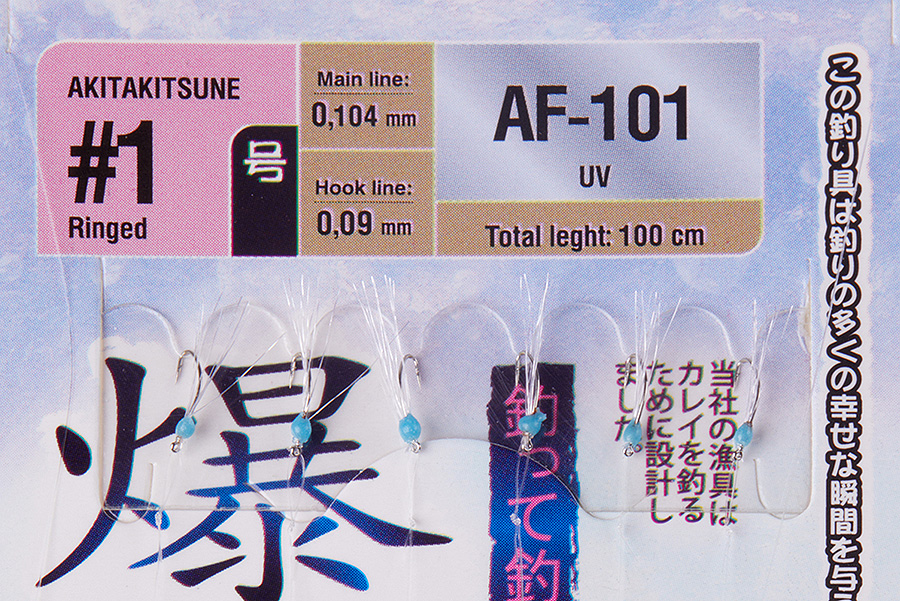 AKITAKITSUNE
#1
Ringed
号
Main line:
0,104 mm
Hook line:
0,09 mm
AF-101
UV
Total leght: 100 cm
この釣り具は釣りの多くの幸せな瞬間を与
爆
釣って釣
当社の漁具は
カレイを釣る
ために設計し
ました。